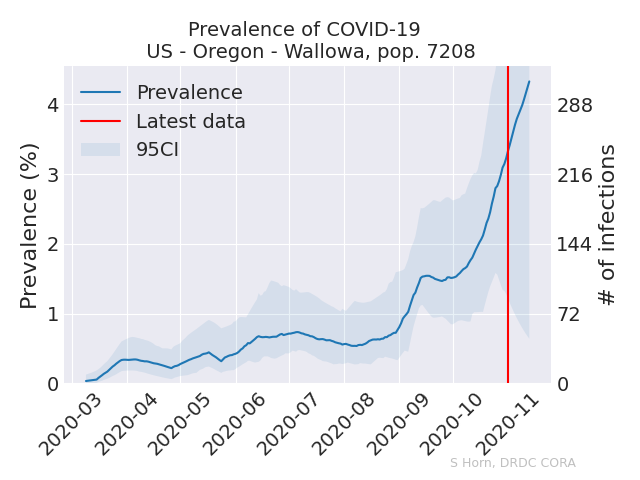 Prevalence of COVID-19
US - Oregon - Wallowa, pop. 7208
Prevalence
Latest data
95CI
Prevalence (%)
4
3
2
1
0
288
216
144
72
0
# of infections
2020-03
2020-04
2020-05
2020-06
2020-07
2020-08
2020-09
2020-10
2020-11
S Horn, DRDC CORA